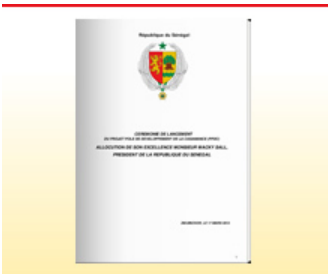 République du Sénégal
CEREMONIE DE LANCEMENT
DU PROJET POLE DE DEVELOPPEMENT DE LA CASAMANCE (PPDC)
ALLOCUTION DE SON EXCELLENCE MONSIEUR MACKY SALL,
PRESIDENT DE LA REPUBLIQUE DU SENEGAL